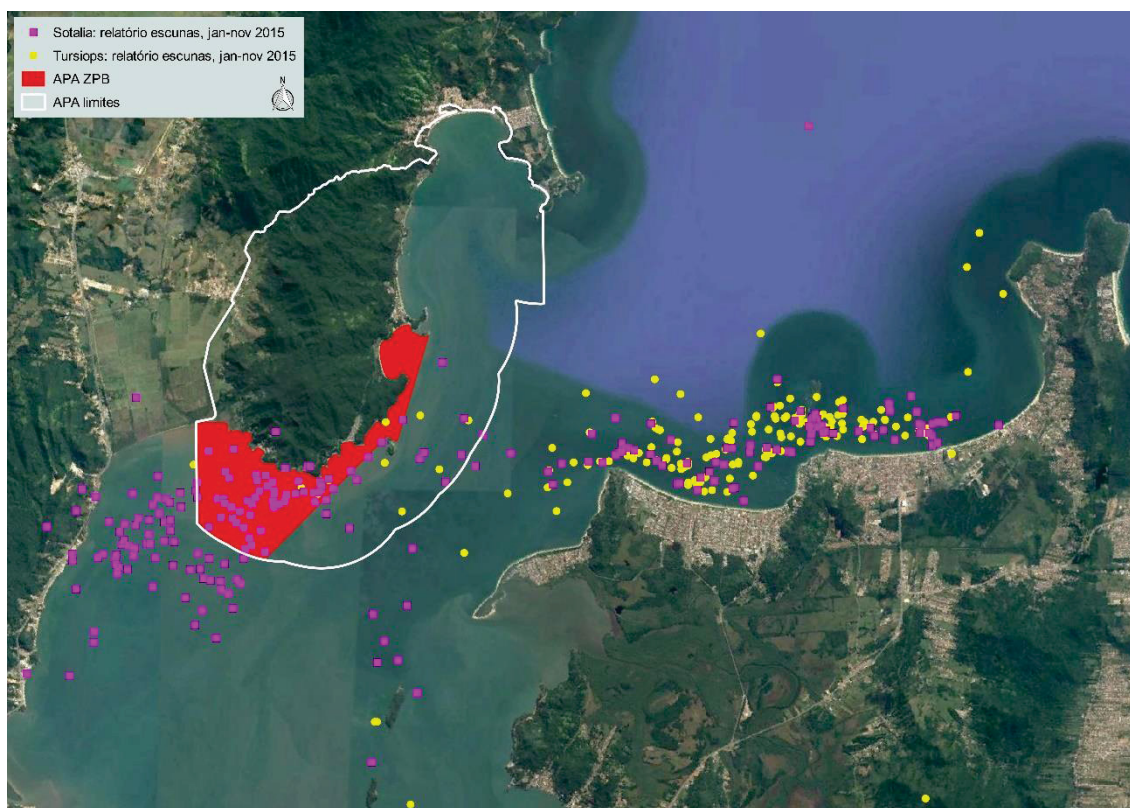 Sotalia: relatório escunas, jan-nov 2015
Tursiops: relatório escunas, jan-nov 2015
APA ZPB
APA limites
N